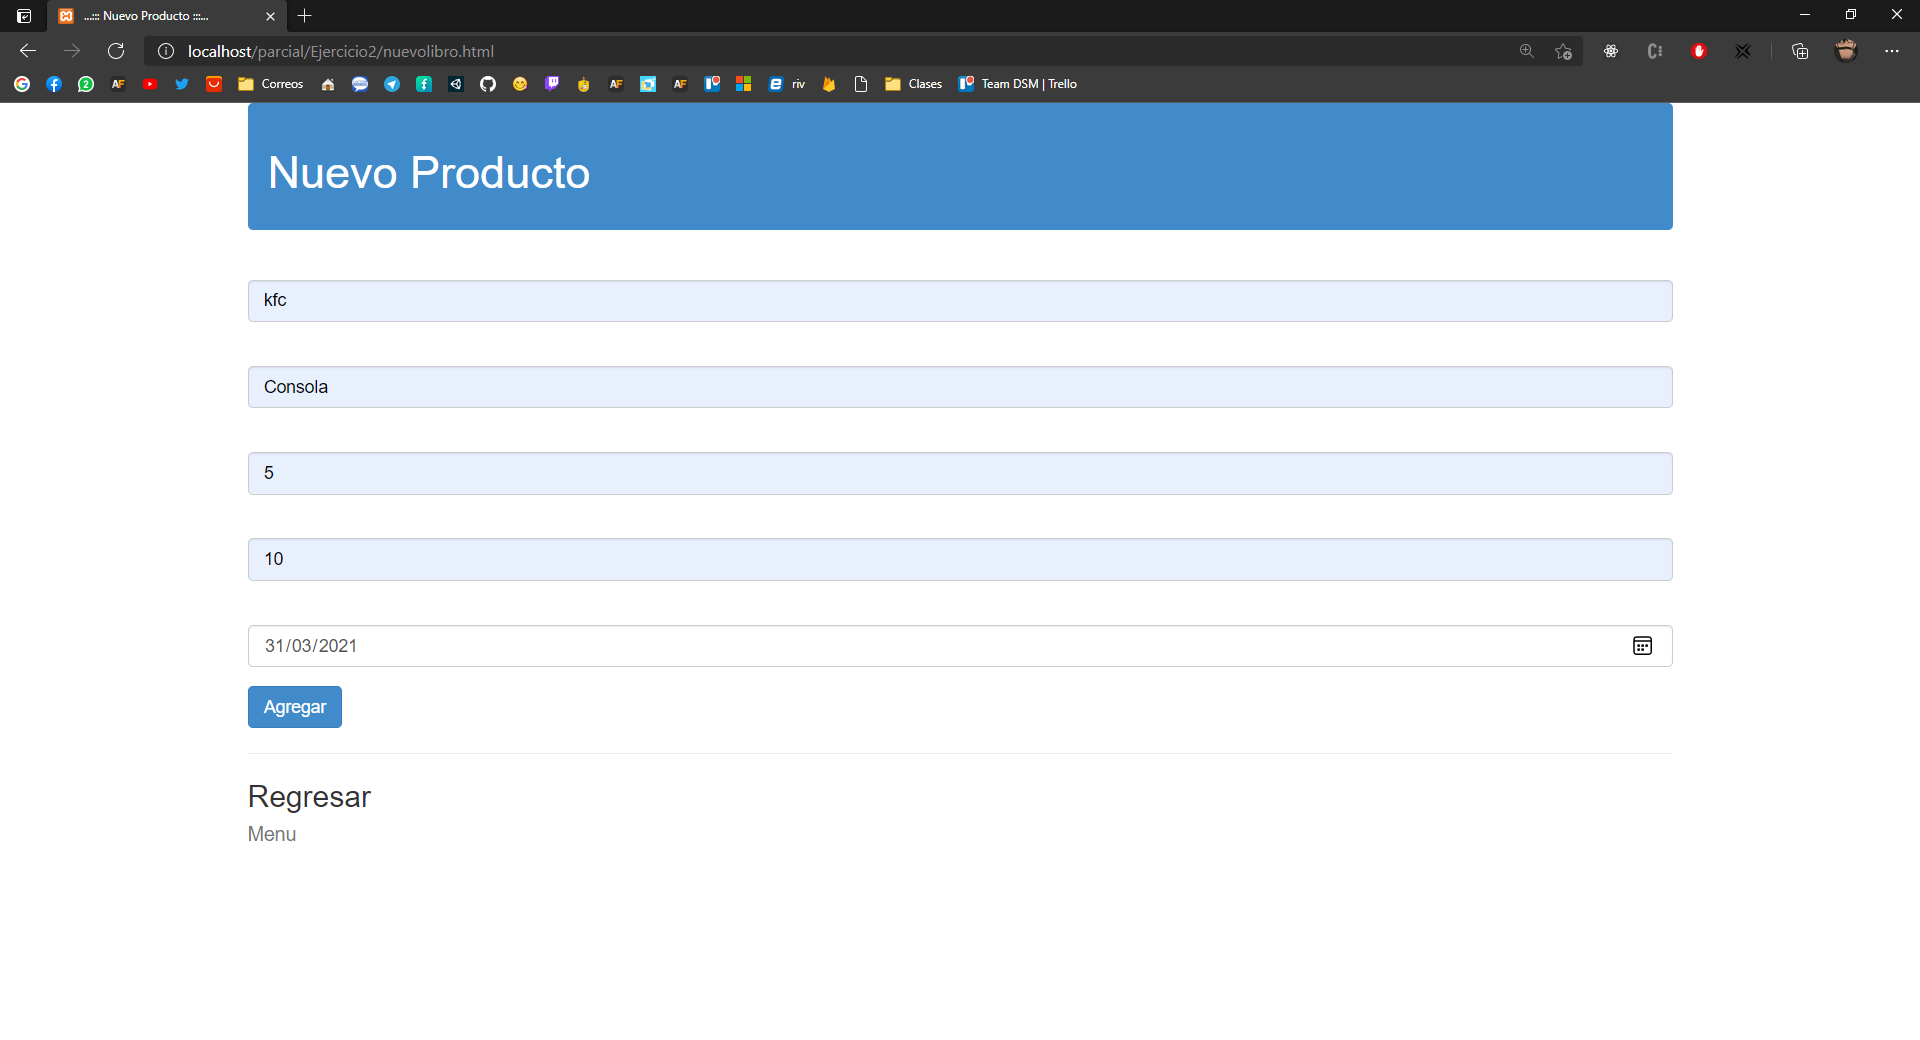 ...::: Nuevo Producto :::...
localhost/parcial/Ejercicio2/nuevolibro.html
Correos
riv
Clases
Team DSM | Trello
Nuevo Producto
kfc
Consola
5
10
31/03/2021
Agregar
Regresar
Menu